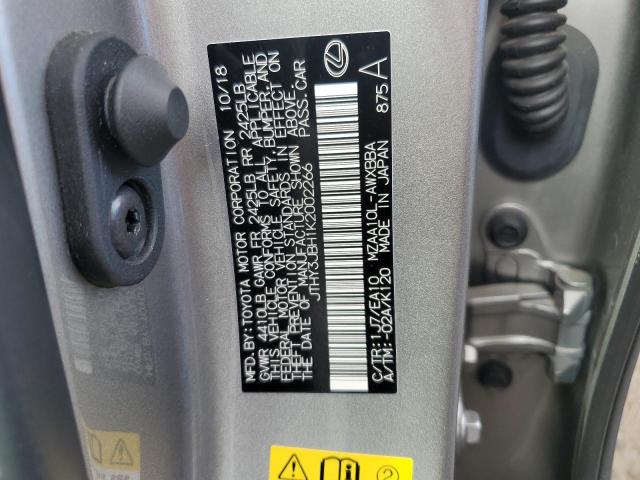 MFD.BY:TOYOTA MOTOR CORPORATION 10/18
GVWR 4410LB GAWR FR 2425LB RR 2425LB
THIS VEHICLE CONFORMS TO ALL APPLICABLE
FEDERAL MOTOR VEHICLE SAFETY, BUMPER, AND
THEFT PREVENTION STANDARDS IN EFFECT ON
THE DATE OF MANUFACTURE SHOWN ABOVE.
JTHY3JBH1K2002266 PASS.CAR
C/TR:1J7/EA10 MZAA10L-AWXBBA
A/TM:-02A/K120 MADE IN JAPAN 875 A